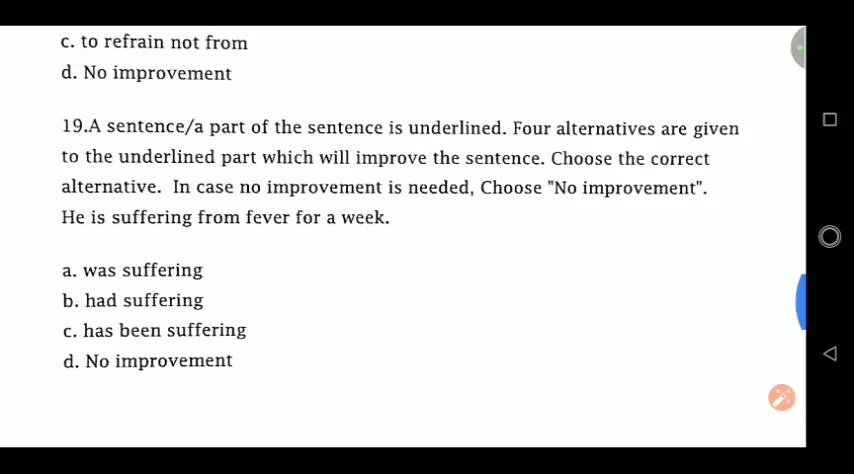 c. to refrain not from
d. No improvement
19.A sentence/a part of the sentence is underlined. Four alternatives are given
to the underlined part which will improve the sentence. Choose the correct
alternative. In case no improvement is needed, Choose "No improvement".
He is suffering from fever for a week.
a. was suffering
b. had suffering
c. has been suffering
d. No improvement